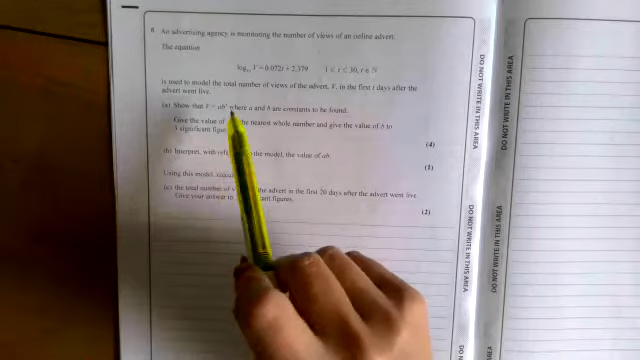 8 An advertising agency is monitoring the number of views of an online advert.
The equation
log₁₀ V = 0.072t + 2.379 1 ≤ t ≤ 30, t ∈ ℕ
is used to model the total number of views of the advert, V, in the first t days after the
advert went live.
(a) Show that V = abᵗ where a and b are constants to be found.
Give the value of the nearest whole number and give the value of b to
3 significant
(4)
(b) Interpret, with the model, the value of ab.
(1)
Using this model,
(c) the total number of the advert in the first 20 days after the advert went live.
Give your answer to figures.
(2)
DO NOT WRITE IN THIS AREA
DO NOT WRITE IN THIS AREA
DO NOT WRITE IN THIS AREA
DO NOT WRITE IN THIS AREA